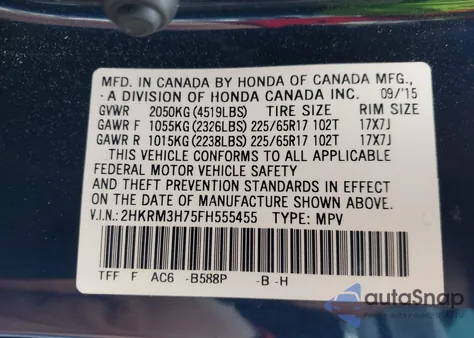 MFD. IN CANADA BY HONDA OF CANADA MFG.,
A DIVISION OF HONDA CANADA INC. 09/'15
GVWR 2050KG (4519LBS) TIRE SIZE RIM SIZE
GAWR F 1055KG (2326LBS) 225/65R17 102T 17X7J
GAWR R 1015KG (2238LBS) 225/65R17 102T 17X7J
THIS VEHICLE CONFORMS TO ALL APPLICABLE
FEDERAL MOTOR VEHICLE SAFETY
AND THEFT PREVENTION STANDARDS IN EFFECT
ON THE DATE OF MANUFACTURE SHOWN ABOVE.
V.I.N.: 2HKRM3H75FH555455 TYPE: MPV
TFF F AC6 -B588P -B -H
autoSnap